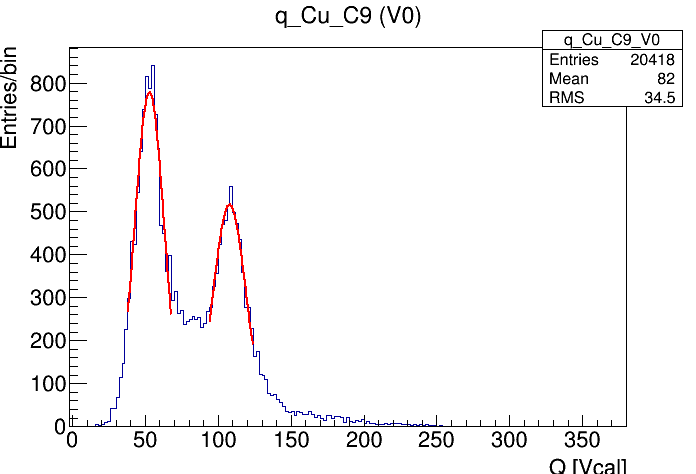 q_Cu_C9 (V0)
q_Cu_C9_V0
Entries 20418
Mean 82
RMS 34.5
Entries/bin
800
700
600
500
400
300
200
100
0
0 50 100 150 200 250 300 350
Q [Vcal]